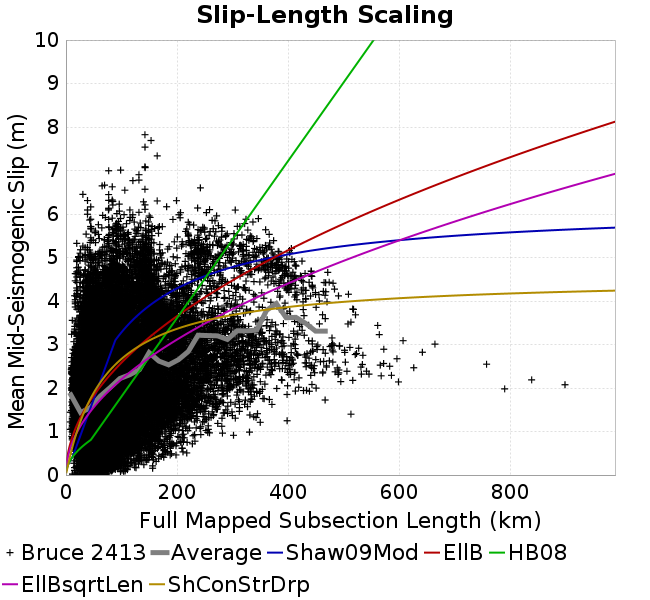 Slip-Length Scaling
10
9
8
7
6
5
4
3
2
1
0
Mean Mid-Seismogenic Slip (m)
0 200 400 600 800
Full Mapped Subsection Length (km)
Bruce 2413 Average Shaw09Mod EllB HB08
EllBsqrtLen ShConStrDrp